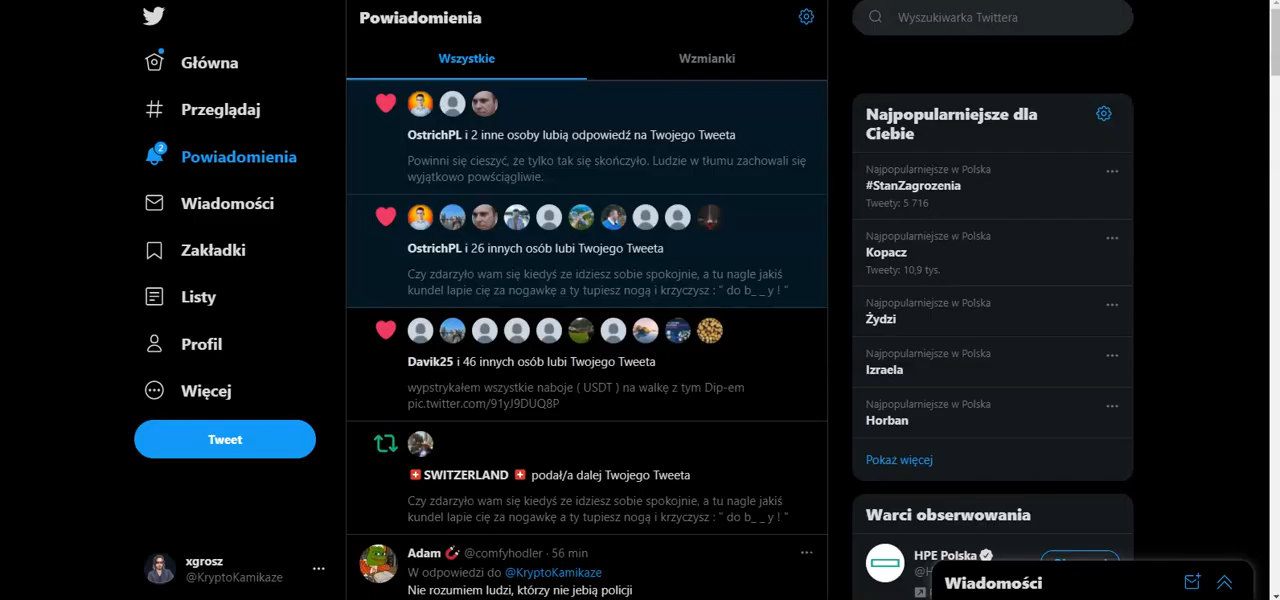 Główna
Przeglądaj
2
Powiadomienia
Wiadomości
Zakładki
Listy
Profil
Więcej
Tweet
xgrosz
@KryptoKamikaze
Powiadomienia
Wszystkie
Wzmianki
OstrichPL i 2 inne osoby lubią odpowiedź na Twojego Tweeta
Powinni się cieszyć, że tylko tak się skończyło. Ludzie w tłumu zachowali się
wyjątkowo powściągliwie.
OstrichPL i 26 innych osób lubi Twojego Tweeta
Czy zdarzyło wam się kiedyś ze idziesz sobie spokojnie, a tu nagle jakiś
kundel lapie cię za nogawkę a ty tupiesz nogą i krzyczysz : " do b_ _ y ! "
Davik25 i 46 innych osób lubi Twojego Tweeta
wypstrykałem wszystkie naboje ( USDT ) na walkę z tym Dip-em
pic.twitter.com/91yJ9DUQ8P
SWITZERLAND podał/a dalej Twojego Tweeta
Czy zdarzyło wam się kiedyś ze idziesz sobie spokojnie, a tu nagle jakiś
kundel lapie cię za nogawkę a ty tupiesz nogą i krzyczysz : " do b_ _ y ! "
Adam @comfyhodler · 56 min
W odpowiedzi do @KryptoKamikaze
Nie rozumiem ludzi, którzy nie jebią policji
Wyszukiwarka Twittera
Najpopularniejsze dla
Ciebie
Najpopularniejsze w Polska
#StanZagrozenia
Tweety: 5 716
Najpopularniejsze w Polska
Kopacz
Tweety: 10,9 tys.
Najpopularniejsze w Polska
Żydzi
Najpopularniejsze w Polska
Izraela
Najpopularniejsze w Polska
Horban
Pokaż więcej
Warci obserwowania
HPE Polska
Wiadomości